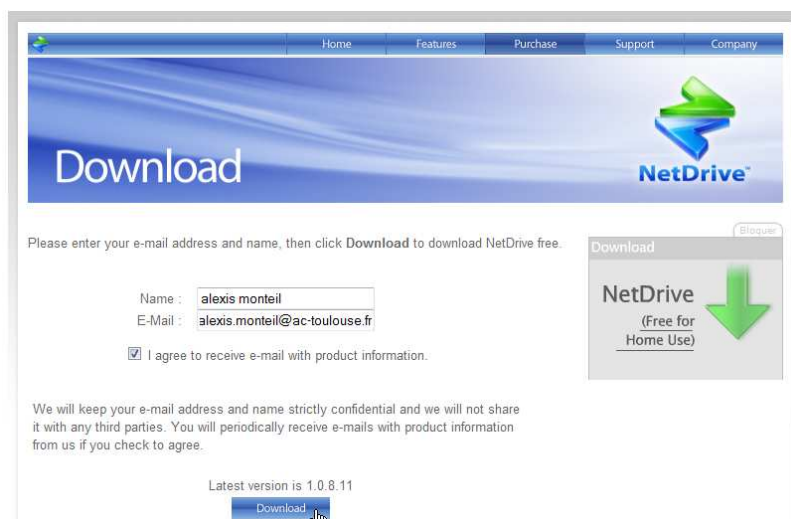 Home Features Purchase Support Company
Download
NetDrive™
Please enter your e-mail address and name, then click Download to download NetDrive free.
Name : alexis monteil
E-Mail : alexis.monteil@ac-toulouse.fr
I agree to receive e-mail with product information.
Bloquer
Download
NetDrive
(Free for
Home Use)
We will keep your e-mail address and name strictly confidential and we will not share
it with any third parties. You will periodically receive e-mails with product information
from us if you check to agree.
Latest version is 1.0.8.11
Download